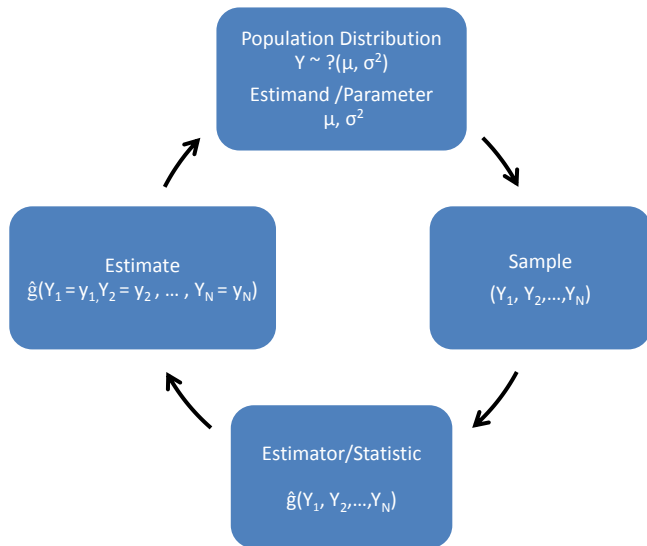 Population Distribution
Y ~ ?(μ, σ²)
Estimand /Parameter
μ, σ²
Sample
(Y₁, Y₂,...,Y_N)
Estimator/Statistic
ĝ(Y₁, Y₂,...,Y_N)
Estimate
ĝ(Y₁ = y₁, Y₂ = y₂ , ... , Y_N = y_N)